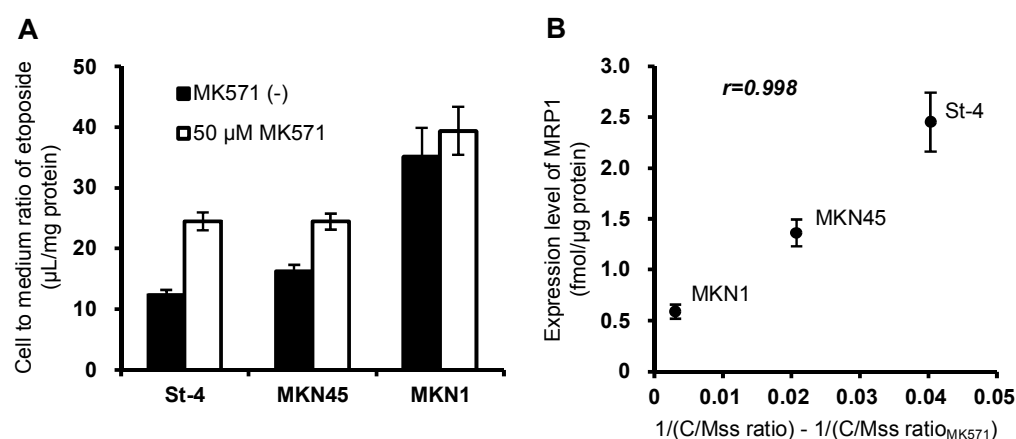 A
Cell to medium ratio of etoposide
(µL/mg protein)
50
40
30
20
10
0
MK571 (-)
50 µM MK571
St-4
MKN45
MKN1
B
Expression level of MRP1
(fmol/µg protein)
3.0
2.5
2.0
1.5
1.0
0.5
0.0
r=0.998
St-4
MKN45
MKN1
0
0.01
0.02
0.03
0.04
0.05
1/(C/Mss ratio) - 1/(C/Mss ratioMK571)